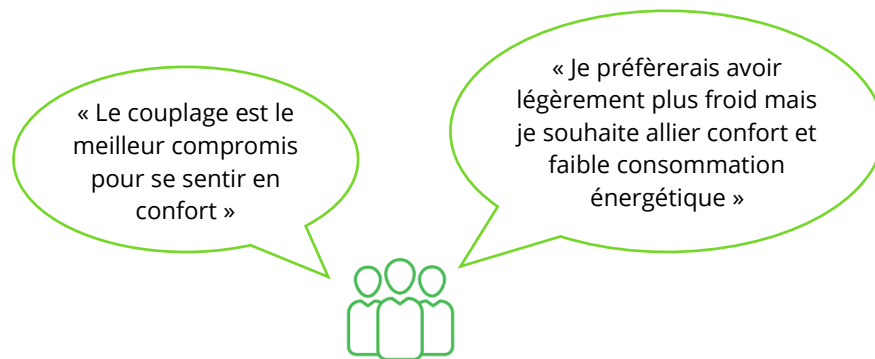 « Le couplage est le
meilleur compromis
pour se sentir en
confort »
« Je préfèrerais avoir
légèrement plus froid mais
je souhaite allier confort et
faible consommation
énergétique »